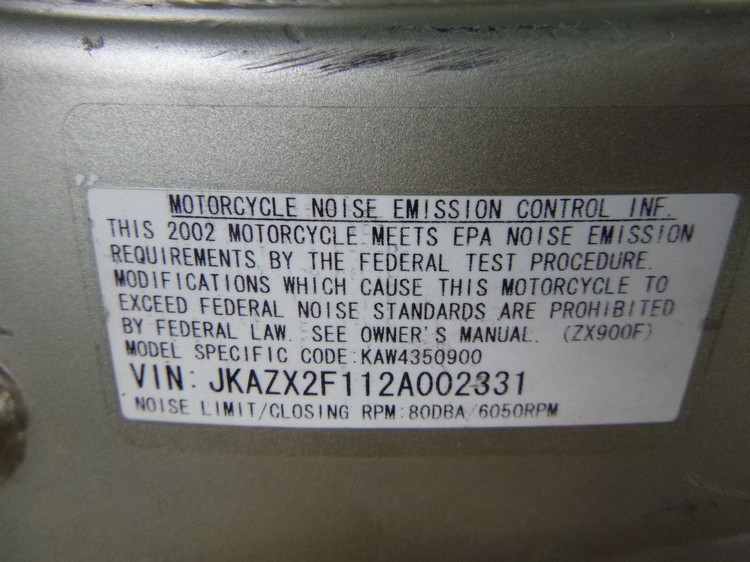 MOTORCYCLE NOISE EMISSION CONTROL INF.
THIS 2002 MOTORCYCLE MEETS EPA NOISE EMISSION
REQUIREMENTS BY THE FEDERAL TEST PROCEDURE.
MODIFICATIONS WHICH CAUSE THIS MOTORCYCLE TO
EXCEED FEDERAL NOISE STANDARDS ARE PROHIBITED
BY FEDERAL LAW. SEE OWNER'S MANUAL. (ZX900F)
MODEL SPECIFIC CODE:KAW4350900
VIN: JKAZX2F112A002331
NOISE LIMIT/CLOSING RPM:80DBA/6050RPM